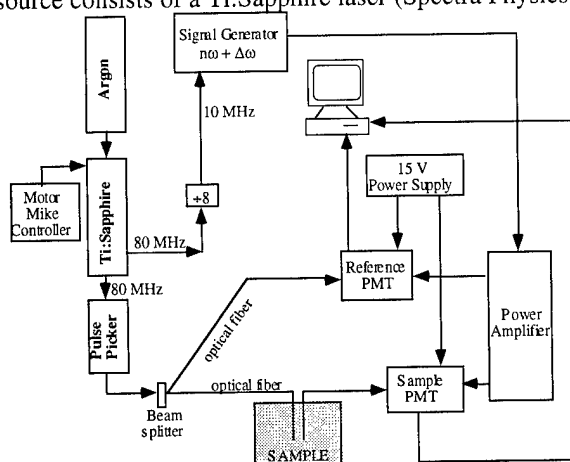 source consists of a Ti:Sapphire laser (Spectra Physics
Signal Generator
nω + Δω
Argon
10 MHz
15 V
Power Supply
Motor
Mike
Controller
Ti:Sapphire
÷8
80 MHz
80 MHz
Reference
PMT
optical fiber
Power
Amplifier
Pulse
Picker
optical fiber
Sample
PMT
Beam
splitter
SAMPLE